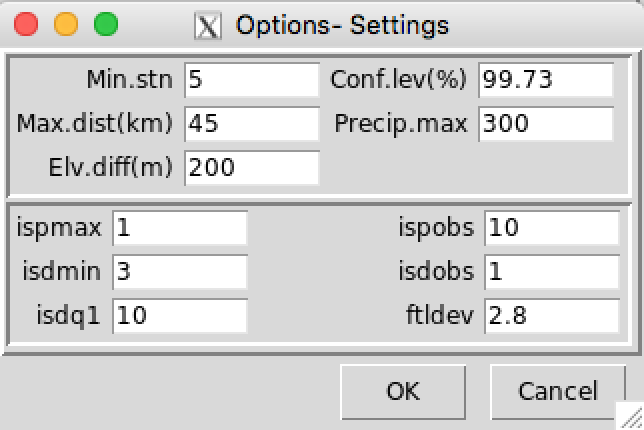 Options- Settings
Min.stn 5 Conf.lev(%) 99.73
Max.dist(km) 45 Precip.max 300
Elv.diff(m) 200
ispmax 1 ispobs 10
isdmin 3 isdobs 1
isdq1 10 ftldev 2.8
OK Cancel